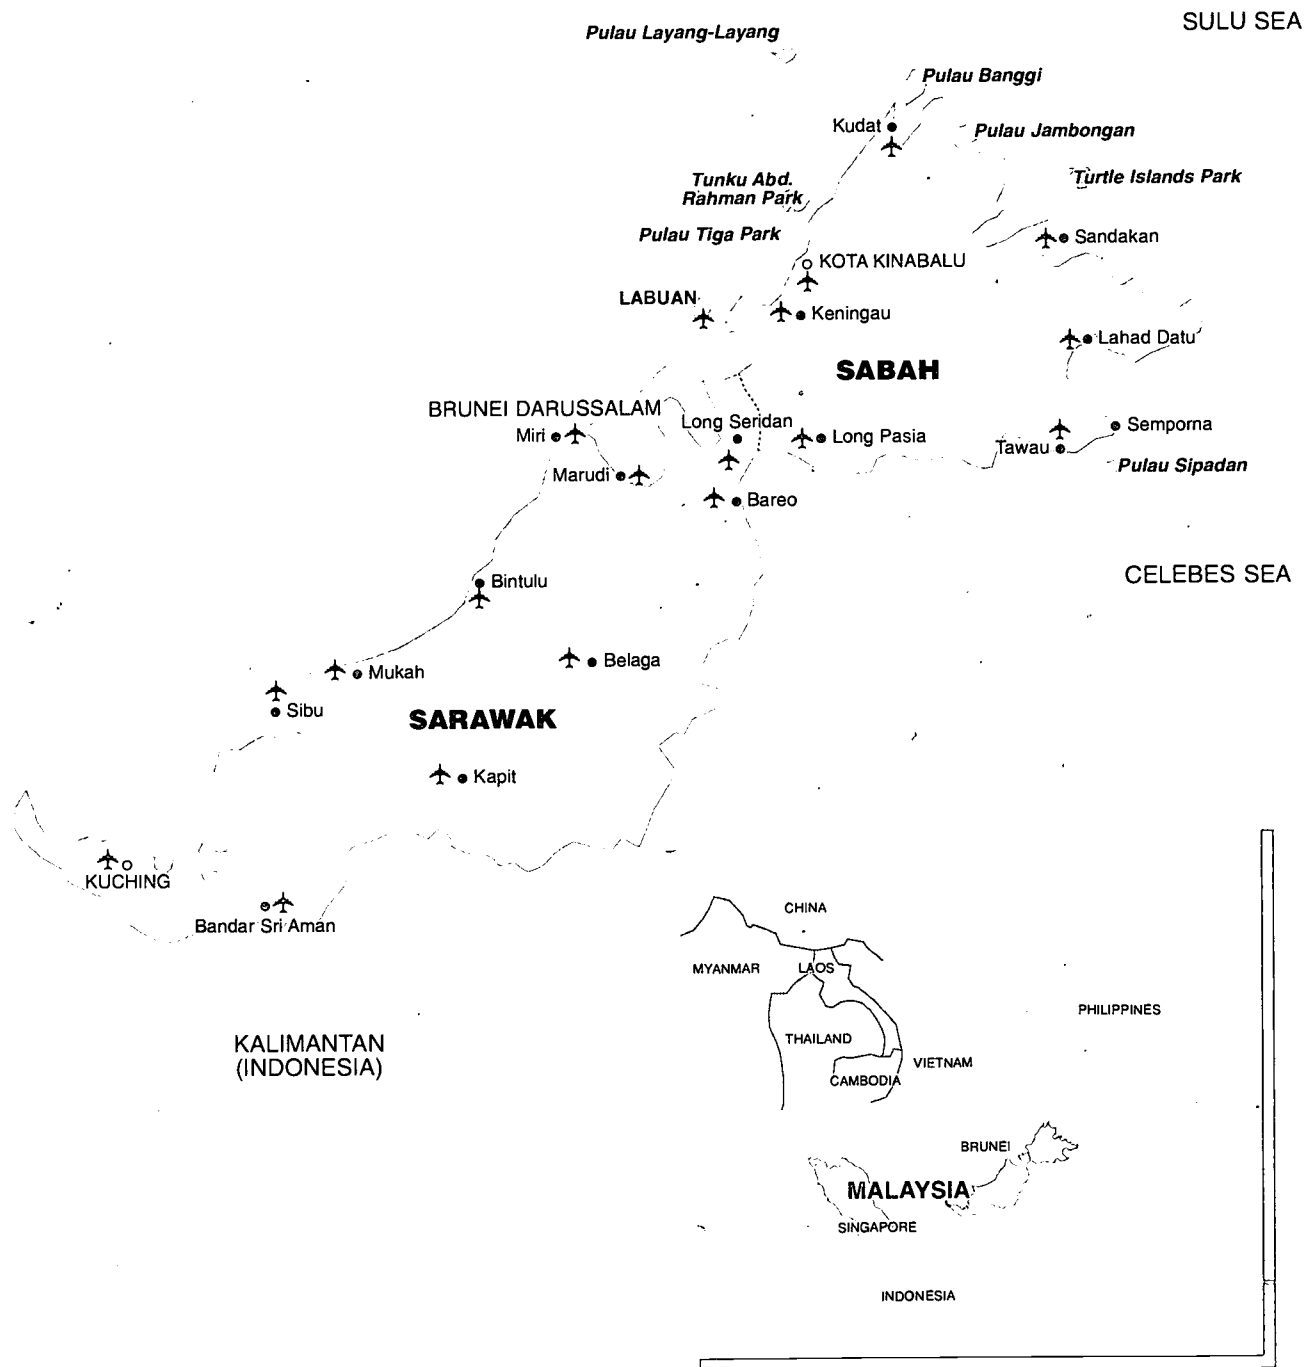 SULU SEA
Pulau Layang-Layang
Pulau Banggi
Kudat
Pulau Jambongan
Tunku Abd.
Rahman Park
Turtle Islands Park
Pulau Tiga Park
Sandakan
KOTA KINABALU
LABUAN
Keningau
Lahad Datu
SABAH
BRUNEI DARUSSALAM
Long Seridan
Semporna
Miri
Long Pasia
Tawau
Pulau Sipadan
Marudi
Bareo
CELEBES SEA
Bintulu
Belaga
Mukah
Sibu
SARAWAK
Kapit
KUCHING
Bandar Sri Aman
CHINA
MYANMAR
LAOS
PHILIPPINES
KALIMANTAN
(INDONESIA)
THAILAND
VIETNAM
CAMBODIA
BRUNEI
MALAYSIA
SINGAPORE
INDONESIA